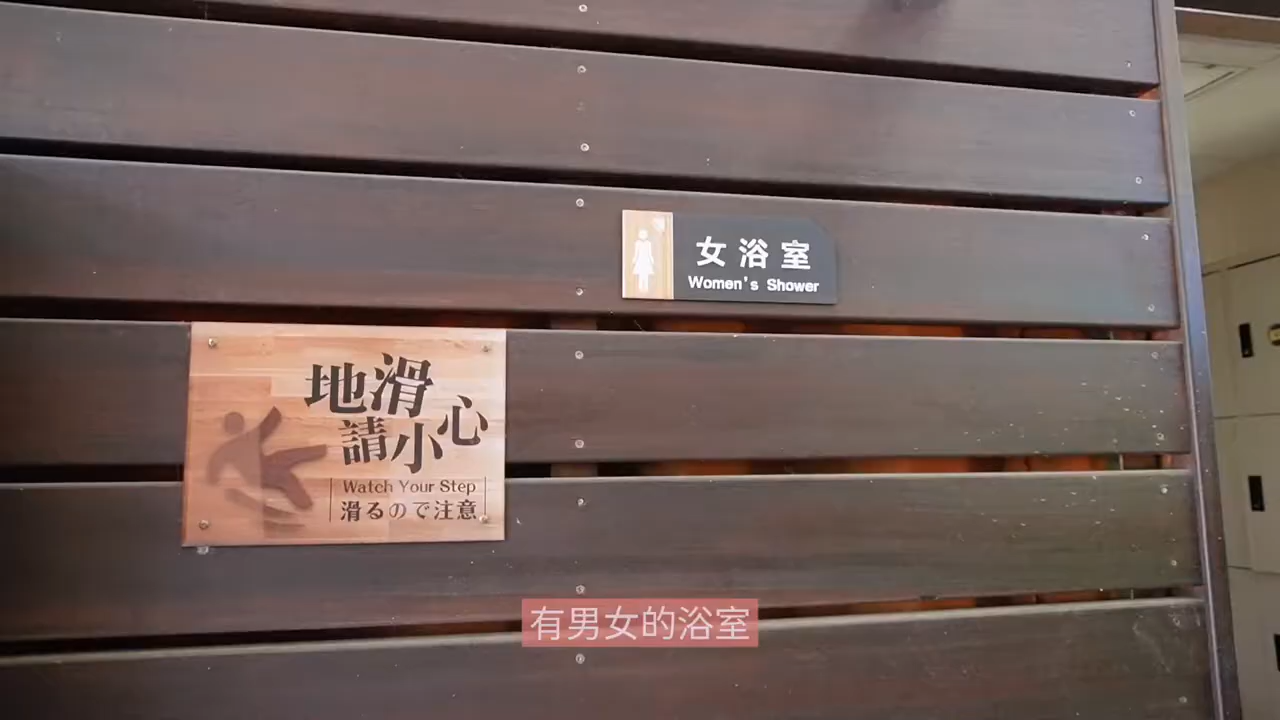 女浴室
Women's Shower
地滑
請小心
Watch Your Step
滑るので注意
有男女的浴室